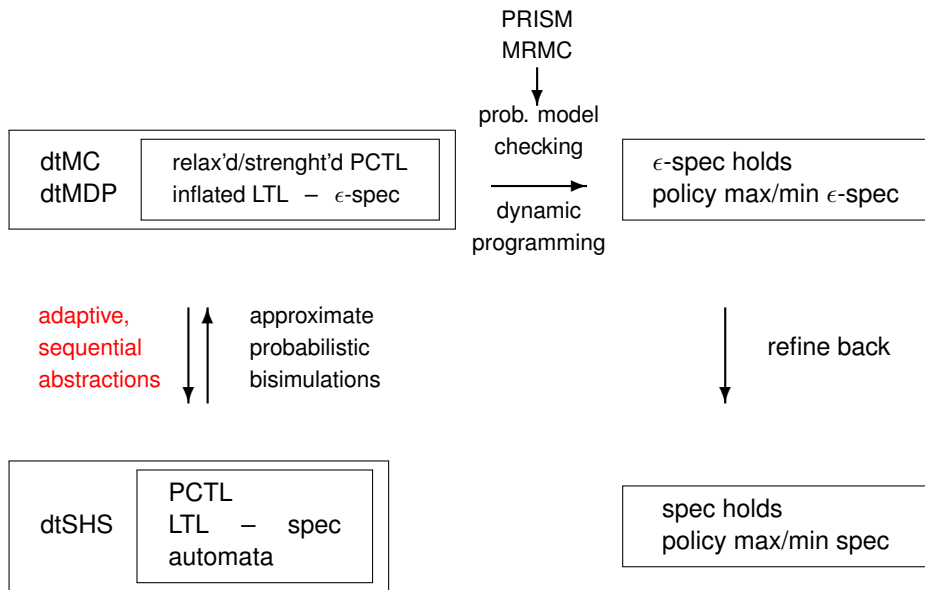 PRISM
MRMC
prob. model
checking
dtMC
dtMDP
relax'd/strenght'd PCTL
inflated LTL – ϵ-spec
dynamic
programming
ϵ-spec holds
policy max/min ϵ-spec
adaptive,
sequential
abstractions
approximate
probabilistic
bisimulations
refine back
dtSHS
PCTL
LTL – spec
automata
spec holds
policy max/min spec